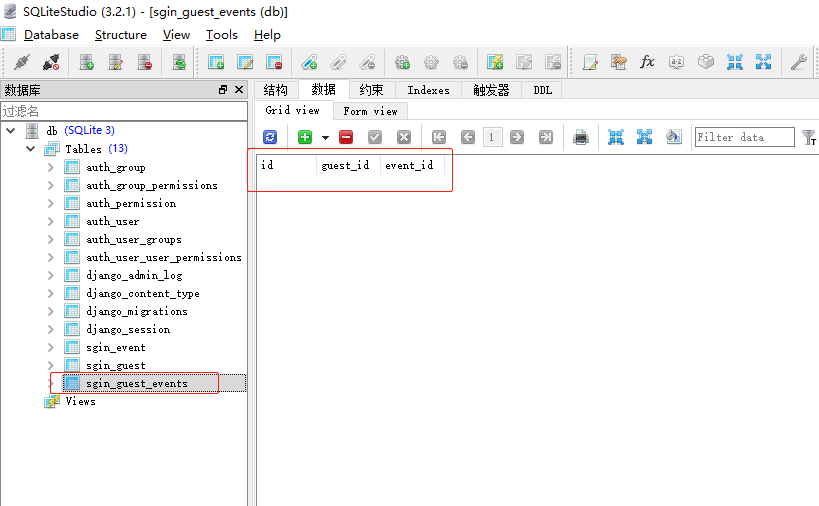 SQLiteStudio (3.2.1) - [sgin_guest_events (db)]
Database Structure View Tools Help
数据库
结构 数据 约束 Indexes 触发器 DDL
过滤名
Grid view Form view
db (SQLite 3)
1 Filter data
Tables (13)
id guest_id event_id
auth_group
auth_group_permissions
auth_permission
auth_user
auth_user_groups
auth_user_user_permissions
django_admin_log
django_content_type
django_migrations
django_session
sgin_event
sgin_guest
sgin_guest_events
Views